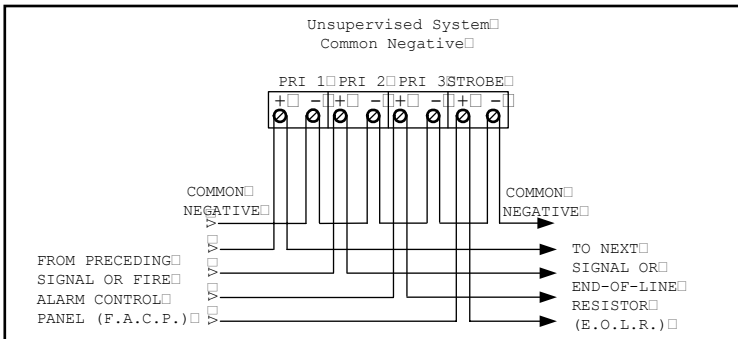 Unsupervised System
Common Negative
PRI 1 PRI 2 PRI 3 STROBE
+ - + - + - + -
COMMON
NEGATIVE
COMMON
NEGATIVE
FROM PRECEDING
SIGNAL OR FIRE
ALARM CONTROL
PANEL (F.A.C.P.)
TO NEXT
SIGNAL OR
END-OF-LINE
RESISTOR
(E.O.L.R.)